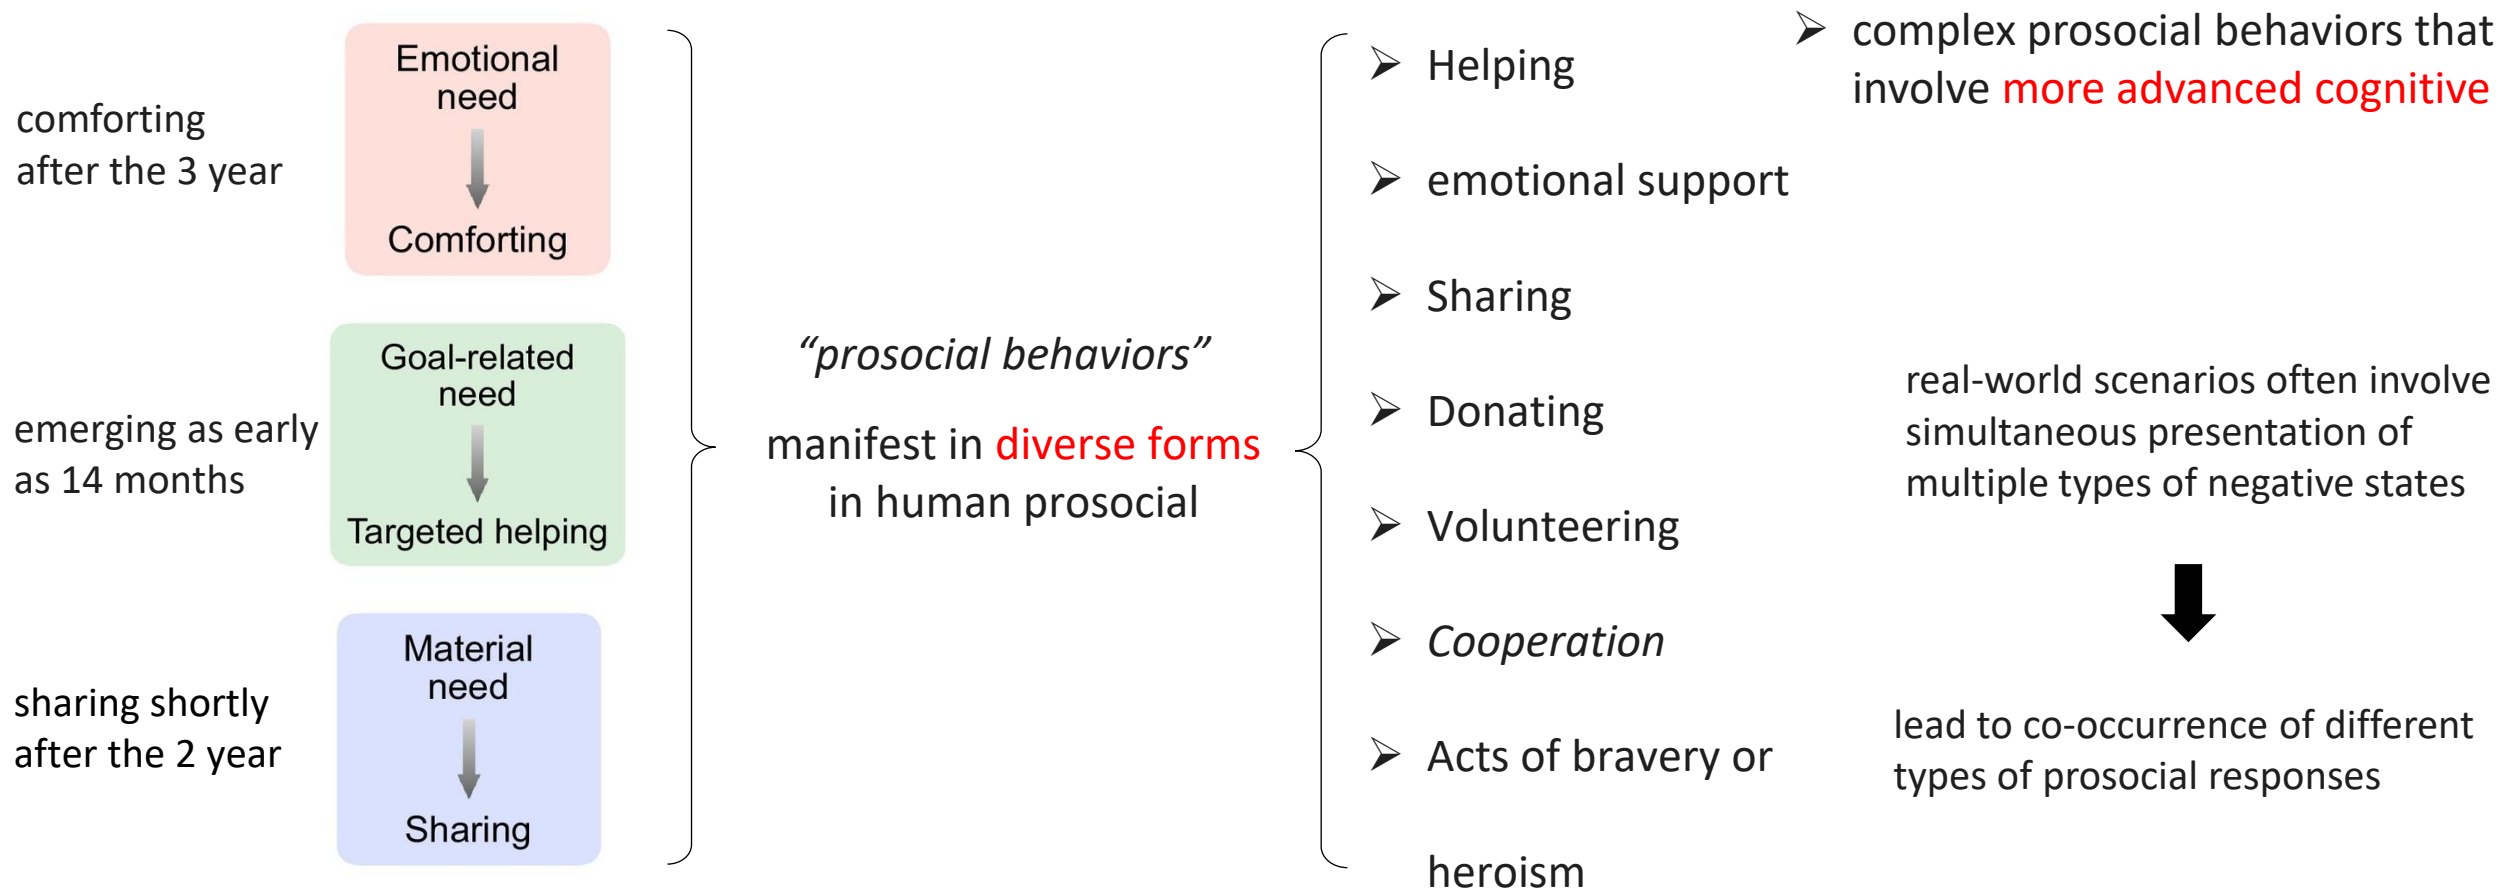 comforting
after the 3 year
Emotional
need
Comforting
emerging as early
as 14 months
Goal-related
need
Targeted helping
sharing shortly
after the 2 year
Material
need
Sharing
“prosocial behaviors”
manifest in diverse forms
in human prosocial
Helping
emotional support
Sharing
Donating
Volunteering
Cooperation
Acts of bravery or
heroism
complex prosocial behaviors that
involve more advanced cognitive
real-world scenarios often involve
simultaneous presentation of
multiple types of negative states
lead to co-occurrence of different
types of prosocial responses